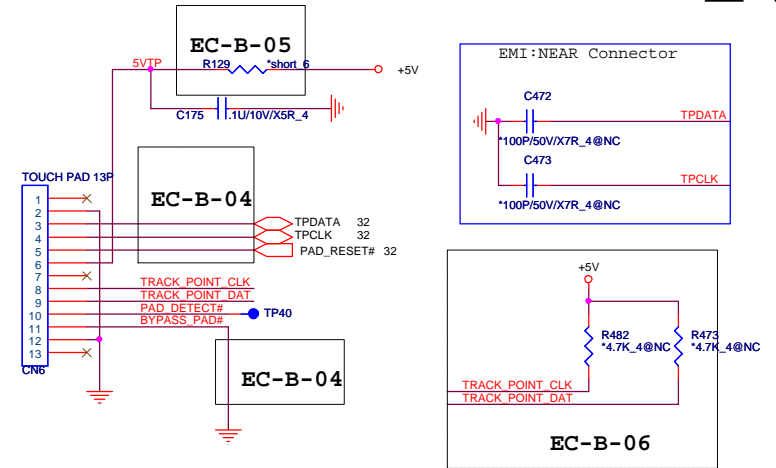 EC-B-05
5VTP
R129
*short_6
+5V
C175
.1U/10V/X5R_4
EMI:NEAR Connector
C472
TPDATA
*100P/50V/X7R_4@NC
C473
TPCLK
*100P/50V/X7R_4@NC
TOUCH PAD 13P
EC-B-04
1
2
3
4
5
6
7
8
9
10
11
12
13
CN6
TPDATA 32
TPCLK 32
PAD_RESET# 32
TRACK_POINT_CLK
TRACK_POINT_DAT
PAD_DETECT#
TP40
BYPASS_PAD#
EC-B-04
+5V
R482
*4.7K_4@NC
R473
*4.7K_4@NC
TRACK_POINT_CLK
TRACK_POINT_DAT
EC-B-06